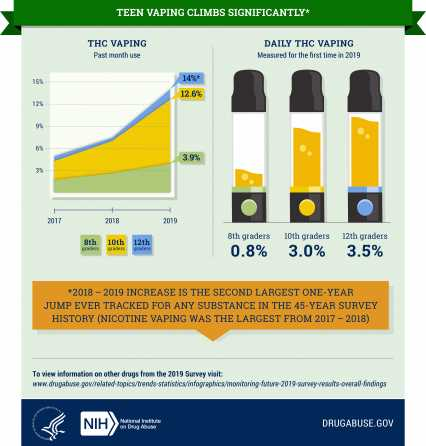 TEEN VAPING CLIMBS SIGNIFICANTLY*
THC VAPING
Past month use
15%
12%
9%
6%
3%
14%*
12.6%
3.9%
2017
2018
2019
8th graders
10th graders
12th graders
DAILY THC VAPING
Measured for the first time in 2019
8th graders
0.8%
10th graders
3.0%
12th graders
3.5%
*2018 – 2019 INCREASE IS THE SECOND LARGEST ONE-YEAR
JUMP EVER TRACKED FOR ANY SUBSTANCE IN THE 45-YEAR SURVEY
HISTORY (NICOTINE VAPING WAS THE LARGEST FROM 2017 – 2018)
To view information on other drugs from the 2019 Survey visit:
www.drugabuse.gov/related-topics/trends-statistics/infographics/monitoring-future-2019-survey-results-overall-findings
NIH
National Institute
on Drug Abuse
DRUGABUSE.GOV